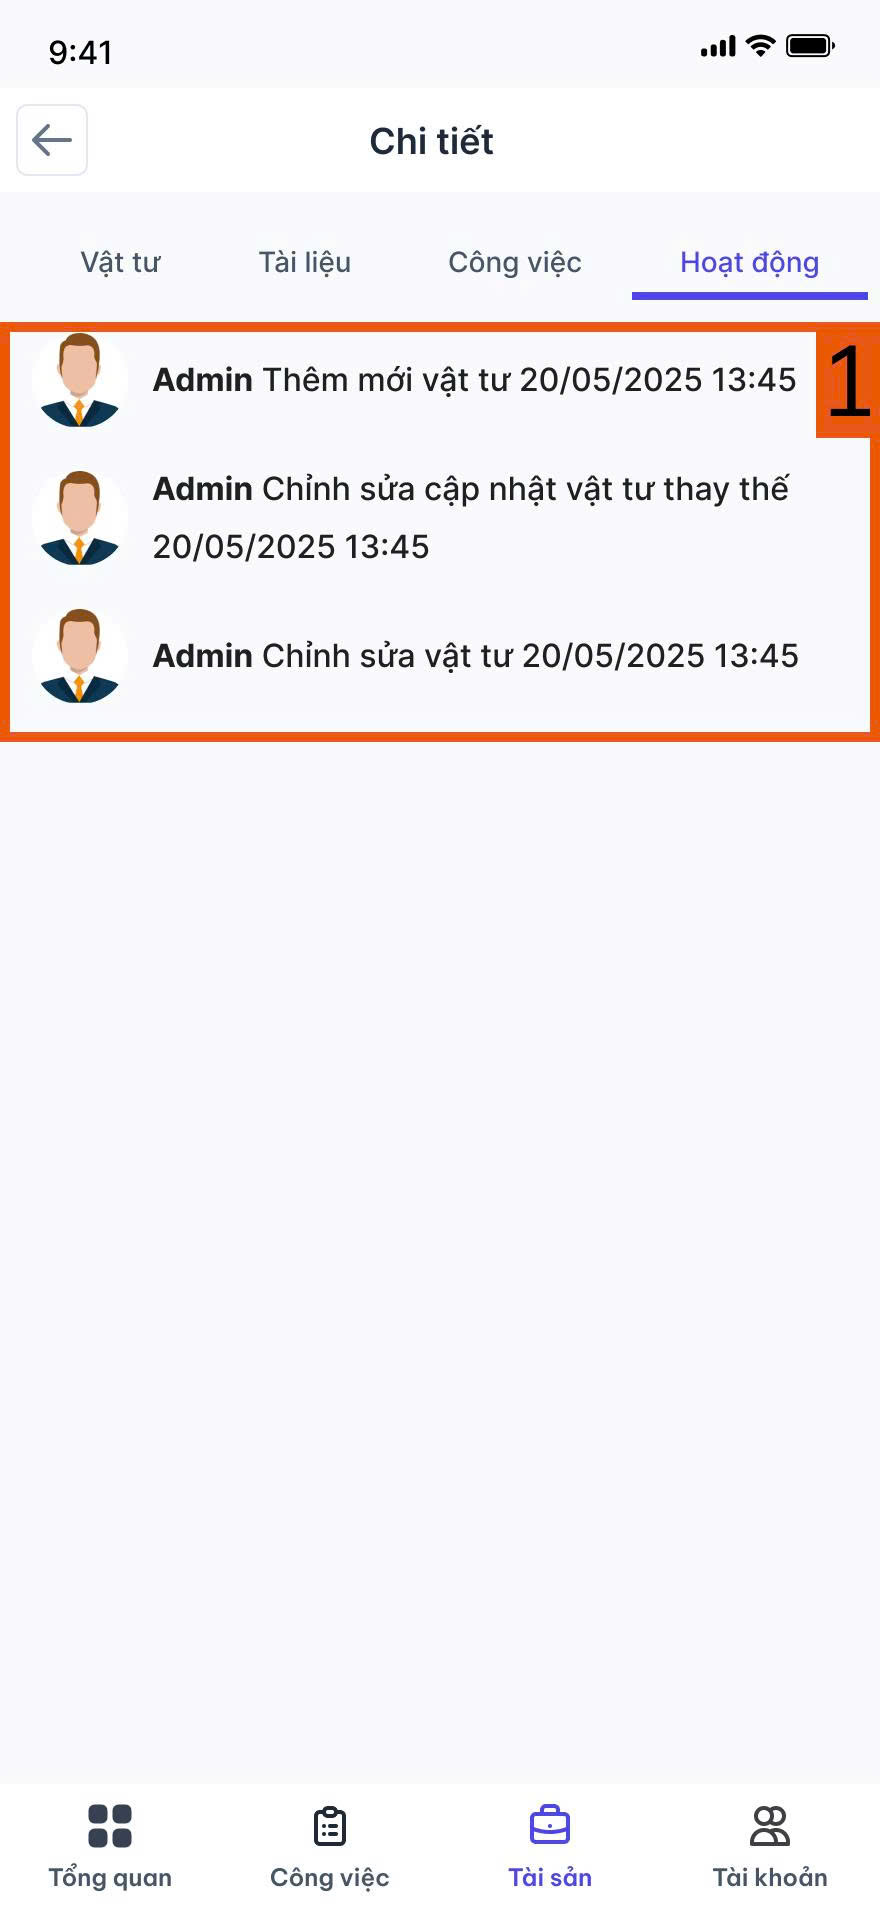 9:41
Chi tiết
Vật tư Tài liệu Công việc Hoạt động
1
Admin Thêm mới vật tư 20/05/2025 13:45
Admin Chỉnh sửa cập nhật vật tư thay thế
20/05/2025 13:45
Admin Chỉnh sửa vật tư 20/05/2025 13:45
Tổng quan Công việc Tài sản Tài khoản